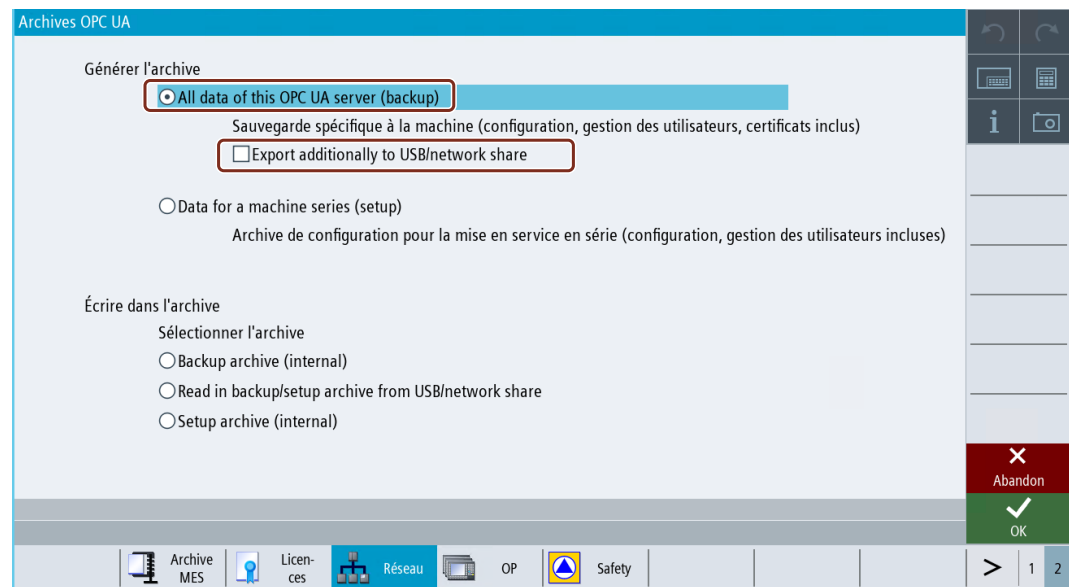 Archives OPC UA
Générer l'archive
All data of this OPC UA server (backup)
Sauvegarde spécifique à la machine (configuration, gestion des utilisateurs, certificats inclus)
Export additionally to USB/network share
Data for a machine series (setup)
Archive de configuration pour la mise en service en série (configuration, gestion des utilisateurs incluses)
Écrire dans l'archive
Sélectionner l'archive
Backup archive (internal)
Read in backup/setup archive from USB/network share
Setup archive (internal)
Abandon
OK
Archive
MES
Licen-
ces
Réseau
OP
Safety
> 1 2